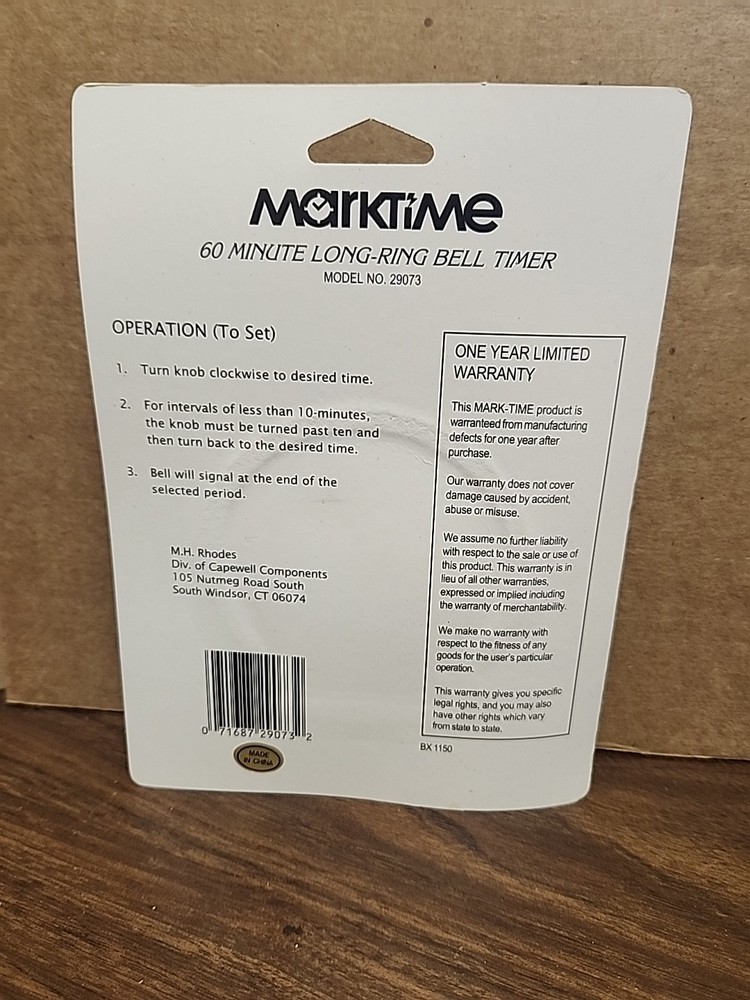 MarkTime
60 MINUTE LONG-RING BELL TIMER
MODEL NO. 29073
OPERATION (To Set)
1. Turn knob clockwise to desired time.
2. For intervals of less than 10-minutes,
the knob must be turned past ten and
then turn back to the desired time.
3. Bell will signal at the end of the
selected period.
M.H. Rhodes
Div. of Capewell Components
105 Nutmeg Road South
South Windsor, CT 06074
0 71687 29073 2
MADE
IN CHINA
ONE YEAR LIMITED
WARRANTY
This MARK-TIME product is
warranteed from manufacturing
defects for one year after
purchase.
Our warranty does not cover
damage caused by accident,
abuse or misuse.
We assume no further liability
with respect to the sale or use of
this product. This warranty is in
lieu of all other warranties,
expressed or implied including
the warranty of merchantability.
We make no warranty with
respect to the fitness of any
goods for the user's particular
operation.
This warranty gives you specific
legal rights, and you may also
have other rights which vary
from state to state.
BX 1150